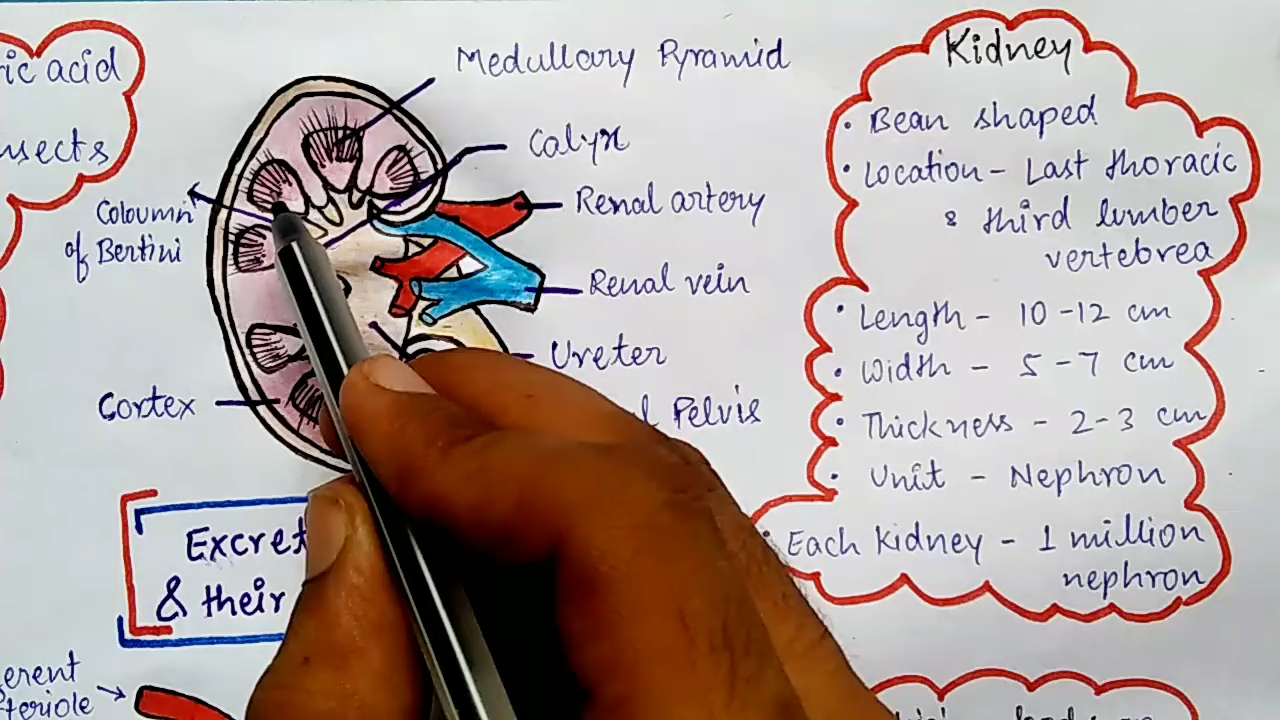 ric acid
nsects
Medullary Pyramid
Calyx
Renal artery
Renal vein
Ureter
Pelvis
Coloumn
of Bertini
Cortex
Excret
& their
erent
teriole
Kidney
• Bean shaped
• Location - Last thoracic
& third lumber
vertebrea
• Length - 10-12 cm
• Width - 5-7 cm
• Thickness - 2-3 cm
• Unit - Nephron
• Each Kidney - 1 million
nephron